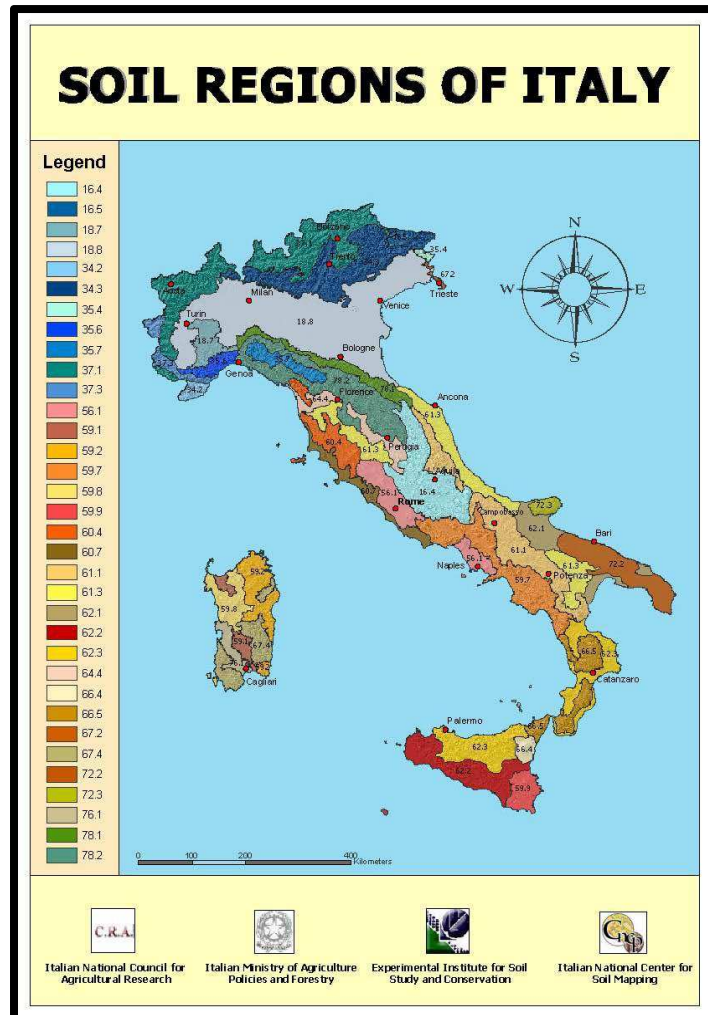 SOIL REGIONS OF ITALY
Legend
16.4
16.5
18.7
18.8
34.2
34.3
35.4
35.6
35.7
37.1
37.3
56.1
59.1
59.2
59.7
59.8
59.9
60.4
60.7
61.1
61.3
62.1
62.2
62.3
64.4
66.4
66.5
67.2
67.4
72.2
72.3
76.1
78.1
78.2
N
W
E
S
Bolzano
Trento
35.4
67.2
Trieste
Milan
Venice
Turin
18.8
18.7
Bologne
Genoa
34.2
78.2
Florence
64.4
Ancona
61.3
60.4
61.3
Perugia
L'Aquila
16.4
60.7
56.1
Rome
Campobasso
72.3
62.1
Bari
61.1
72.2
56.1
Naples
61.3
Potenza
59.7
59.2
59.8
59.1
67.4
Cagliari
66.5
62.3
Catanzaro
Palermo
66.5
62.3
66.4
62.2
59.9
0 100 200 400
Kilometers
C.R.A.
Italian National Council for
Agricultural Research
Italian Ministry of Agriculture
Policies and Forestry
Experimental Institute for Soil
Study and Conservation
Cncp
Italian National Center for
Soil Mapping